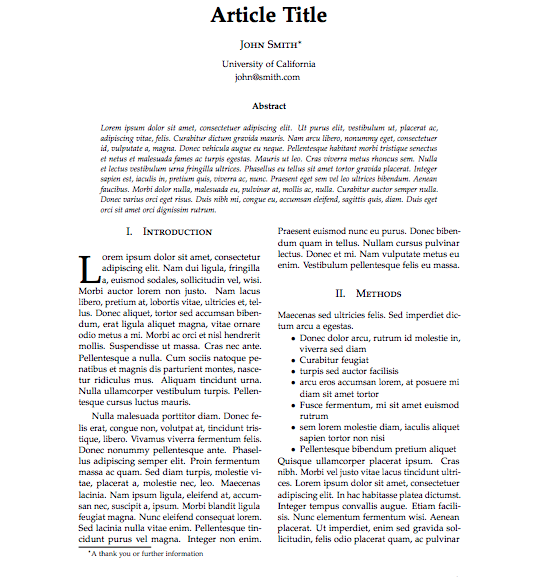 Article Title
John Smith*
University of California
john@smith.com
Abstract
Lorem ipsum dolor sit amet, consectetuer adipiscing elit. Ut purus elit, vestibulum ut, placerat ac,
adipiscing vitae, felis. Curabitur dictum gravida mauris. Nam arcu libero, nonummy eget, consectetuer
id, vulputate a, magna. Donec vehicula augue eu neque. Pellentesque habitant morbi tristique senectus
et netus et malesuada fames ac turpis egestas. Mauris ut leo. Cras viverra metus rhoncus sem. Nulla
et lectus vestibulum urna fringilla ultrices. Phasellus eu tellus sit amet tortor gravida placerat. Integer
sapien est, iaculis in, pretium quis, viverra ac, nunc. Praesent eget sem vel leo ultrices bibendum. Aenean
faucibus. Morbi dolor nulla, malesuada eu, pulvinar at, mollis ac, nulla. Curabitur auctor semper nulla.
Donec varius orci eget risus. Duis nibh mi, congue eu, accumsan eleifend, sagittis quis, diam. Duis eget
orci sit amet orci dignissim rutrum.
I. Introduction
Lorem ipsum dolor sit amet, consectetur
adipiscing elit. Nam dui ligula, fringilla
a, euismod sodales, sollicitudin vel, wisi.
Morbi auctor lorem non justo. Nam lacus
libero, pretium at, lobortis vitae, ultricies et, tel-
lus. Donec aliquet, tortor sed accumsan biben-
dum, erat ligula aliquet magna, vitae ornare
odio metus a mi. Morbi ac orci et nisl hendrerit
mollis. Suspendisse ut massa. Cras nec ante.
Pellentesque a nulla. Cum sociis natoque pe-
natibus et magnis dis parturient montes, nasce-
tur ridiculus mus. Aliquam tincidunt urna.
Nulla ullamcorper vestibulum turpis. Pellen-
tesque cursus luctus mauris.
Nulla malesuada porttitor diam. Donec fe-
lis erat, congue non, volutpat at, tincidunt tris-
tique, libero. Vivamus viverra fermentum felis.
Donec nonummy pellentesque ante. Phasel-
lus adipiscing semper elit. Proin fermentum
massa ac quam. Sed diam turpis, molestie vi-
tae, placerat a, molestie nec, leo. Maecenas
lacinia. Nam ipsum ligula, eleifend at, accum-
san nec, suscipit a, ipsum. Morbi blandit ligula
feugiat magna. Nunc eleifend consequat lorem.
Sed lacinia nulla vitae enim. Pellentesque tin-
cidunt purus vel magna. Integer non enim.
*A thank you or further information
Praesent euismod nunc eu purus. Donec biben-
dum quam in tellus. Nullam cursus pulvinar
lectus. Donec et mi. Nam vulputate metus eu
enim. Vestibulum pellentesque felis eu massa.
II. Methods
Maecenas sed ultricies felis. Sed imperdiet dic-
tum arcu a egestas.
• Donec dolor arcu, rutrum id molestie in,
viverra sed diam
• Curabitur feugiat
• turpis sed auctor facilisis
• arcu eros accumsan lorem, at posuere mi
diam sit amet tortor
• Fusce fermentum, mi sit amet euismod
rutrum
• sem lorem molestie diam, iaculis aliquet
sapien tortor non nisi
• Pellentesque bibendum pretium aliquet
Quisque ullamcorper placerat ipsum. Cras
nibh. Morbi vel justo vitae lacus tincidunt ultri-
ces. Lorem ipsum dolor sit amet, consectetuer
adipiscing elit. In hac habitasse platea dictumst.
Integer tempus convallis augue. Etiam facili-
sis. Nunc elementum fermentum wisi. Aenean
placerat. Ut imperdiet, enim sed gravida sol-
licitudin, felis odio placerat quam, ac pulvinar